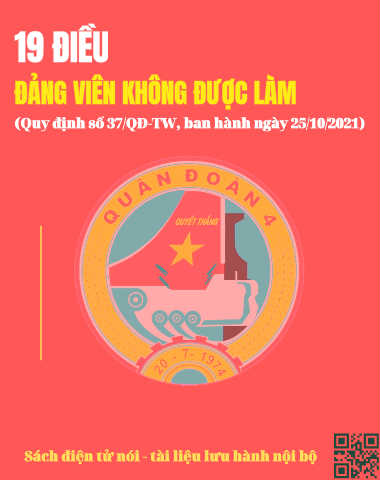 19 ĐIỀU
ĐẢNG VIÊN KHÔNG ĐƯỢC LÀM
(Quy định số 37/QĐ-TW, ban hành ngày 25/10/2021)
QUÂN ĐOÀN 4
QUYẾT THẮNG
20 - 7 - 1974
Sách điện tử nói - tài liệu lưu hành nội bộ